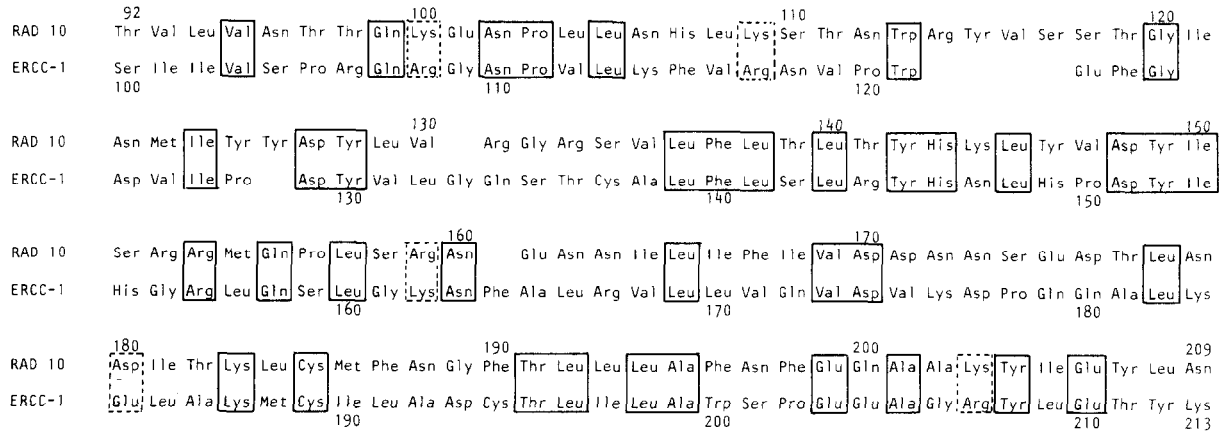 92 100 110 120
RAD 10 Thr Val Leu Val Asn Thr Thr Gln Lys Glu Asn Pro Leu Leu Asn His Leu Lys Ser Thr Asn Trp Arg Tyr Val Ser Ser Thr Gly Ile
ERCC-1 Ser Ile Ile Val Ser Pro Arg Gln Arg Gly Asn Pro Val Leu Lys Phe Val Arg Asn Val Pro Trp Glu Phe Gly
100 110 120
130 140 150
RAD 10 Asn Met Ile Tyr Tyr Asp Tyr Leu Val Arg Gly Arg Ser Val Leu Phe Leu Thr Leu Thr Tyr His Lys Leu Tyr Val Asp Tyr Ile
ERCC-1 Asp Val Ile Pro Asp Tyr Val Leu Gly Gln Ser Thr Cys Ala Leu Phe Leu Ser Leu Arg Tyr His Asn Leu His Pro Asp Tyr Ile
130 140 150
160 170
RAD 10 Ser Arg Arg Met Gln Pro Leu Ser Arg Asn Glu Asn Asn Ile Leu Ile Phe Ile Val Asp Asp Asn Asn Ser Glu Asp Thr Leu Asn
ERCC-1 His Gly Arg Leu Gln Ser Leu Gly Lys Asn Phe Ala Leu Arg Val Leu Leu Val Gln Val Asp Val Lys Asp Pro Gln Gln Ala Leu Lys
160 170 180
180 190 200 209
RAD 10 Asp Ile Thr Lys Leu Cys Met Phe Asn Gly Phe Thr Leu Leu Leu Ala Phe Asn Phe Glu Gln Ala Ala Lys Tyr Ile Glu Tyr Leu Asn
ERCC-1 Glu Leu Ala Lys Met Cys Ile Leu Ala Asp Cys Thr Leu Ile Leu Ala Trp Ser Pro Glu Glu Ala Gly Arg Tyr Leu Glu Thr Tyr Lys
190 200 210 213